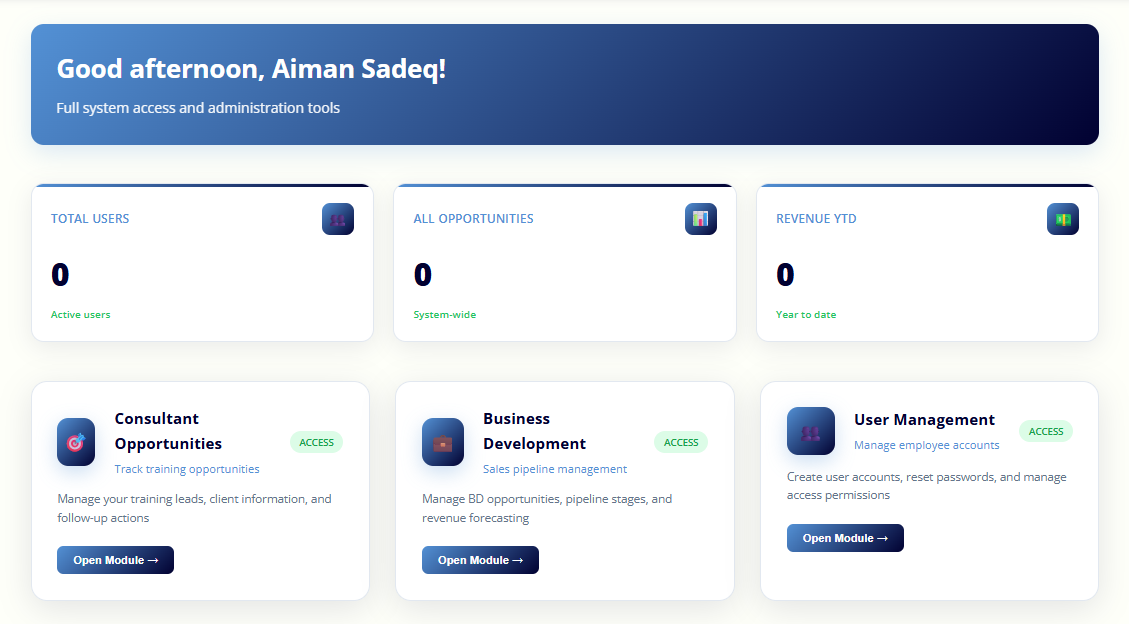 Good afternoon, Aiman Sadeq!
Full system access and administration tools
TOTAL USERS
0
Active users
ALL OPPORTUNITIES
0
System-wide
REVENUE YTD
0
Year to date
Consultant
Opportunities
ACCESS
Track training opportunities
Manage your training leads, client information, and
follow-up actions
Open Module →
Business
Development
ACCESS
Sales pipeline management
Manage BD opportunities, pipeline stages, and
revenue forecasting
Open Module →
User Management
ACCESS
Manage employee accounts
Create user accounts, reset passwords, and manage
access permissions
Open Module →